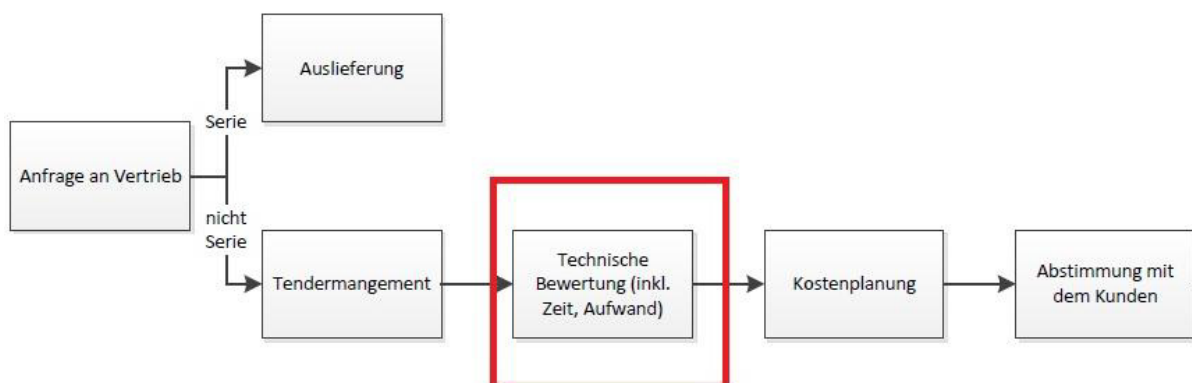 Auslieferung
Serie
Anfrage an Vertrieb
nicht
Serie
Tendermangement
Technische
Bewertung (inkl.
Zeit, Aufwand)
Kostenplanung
Abstimmung mit
dem Kunden